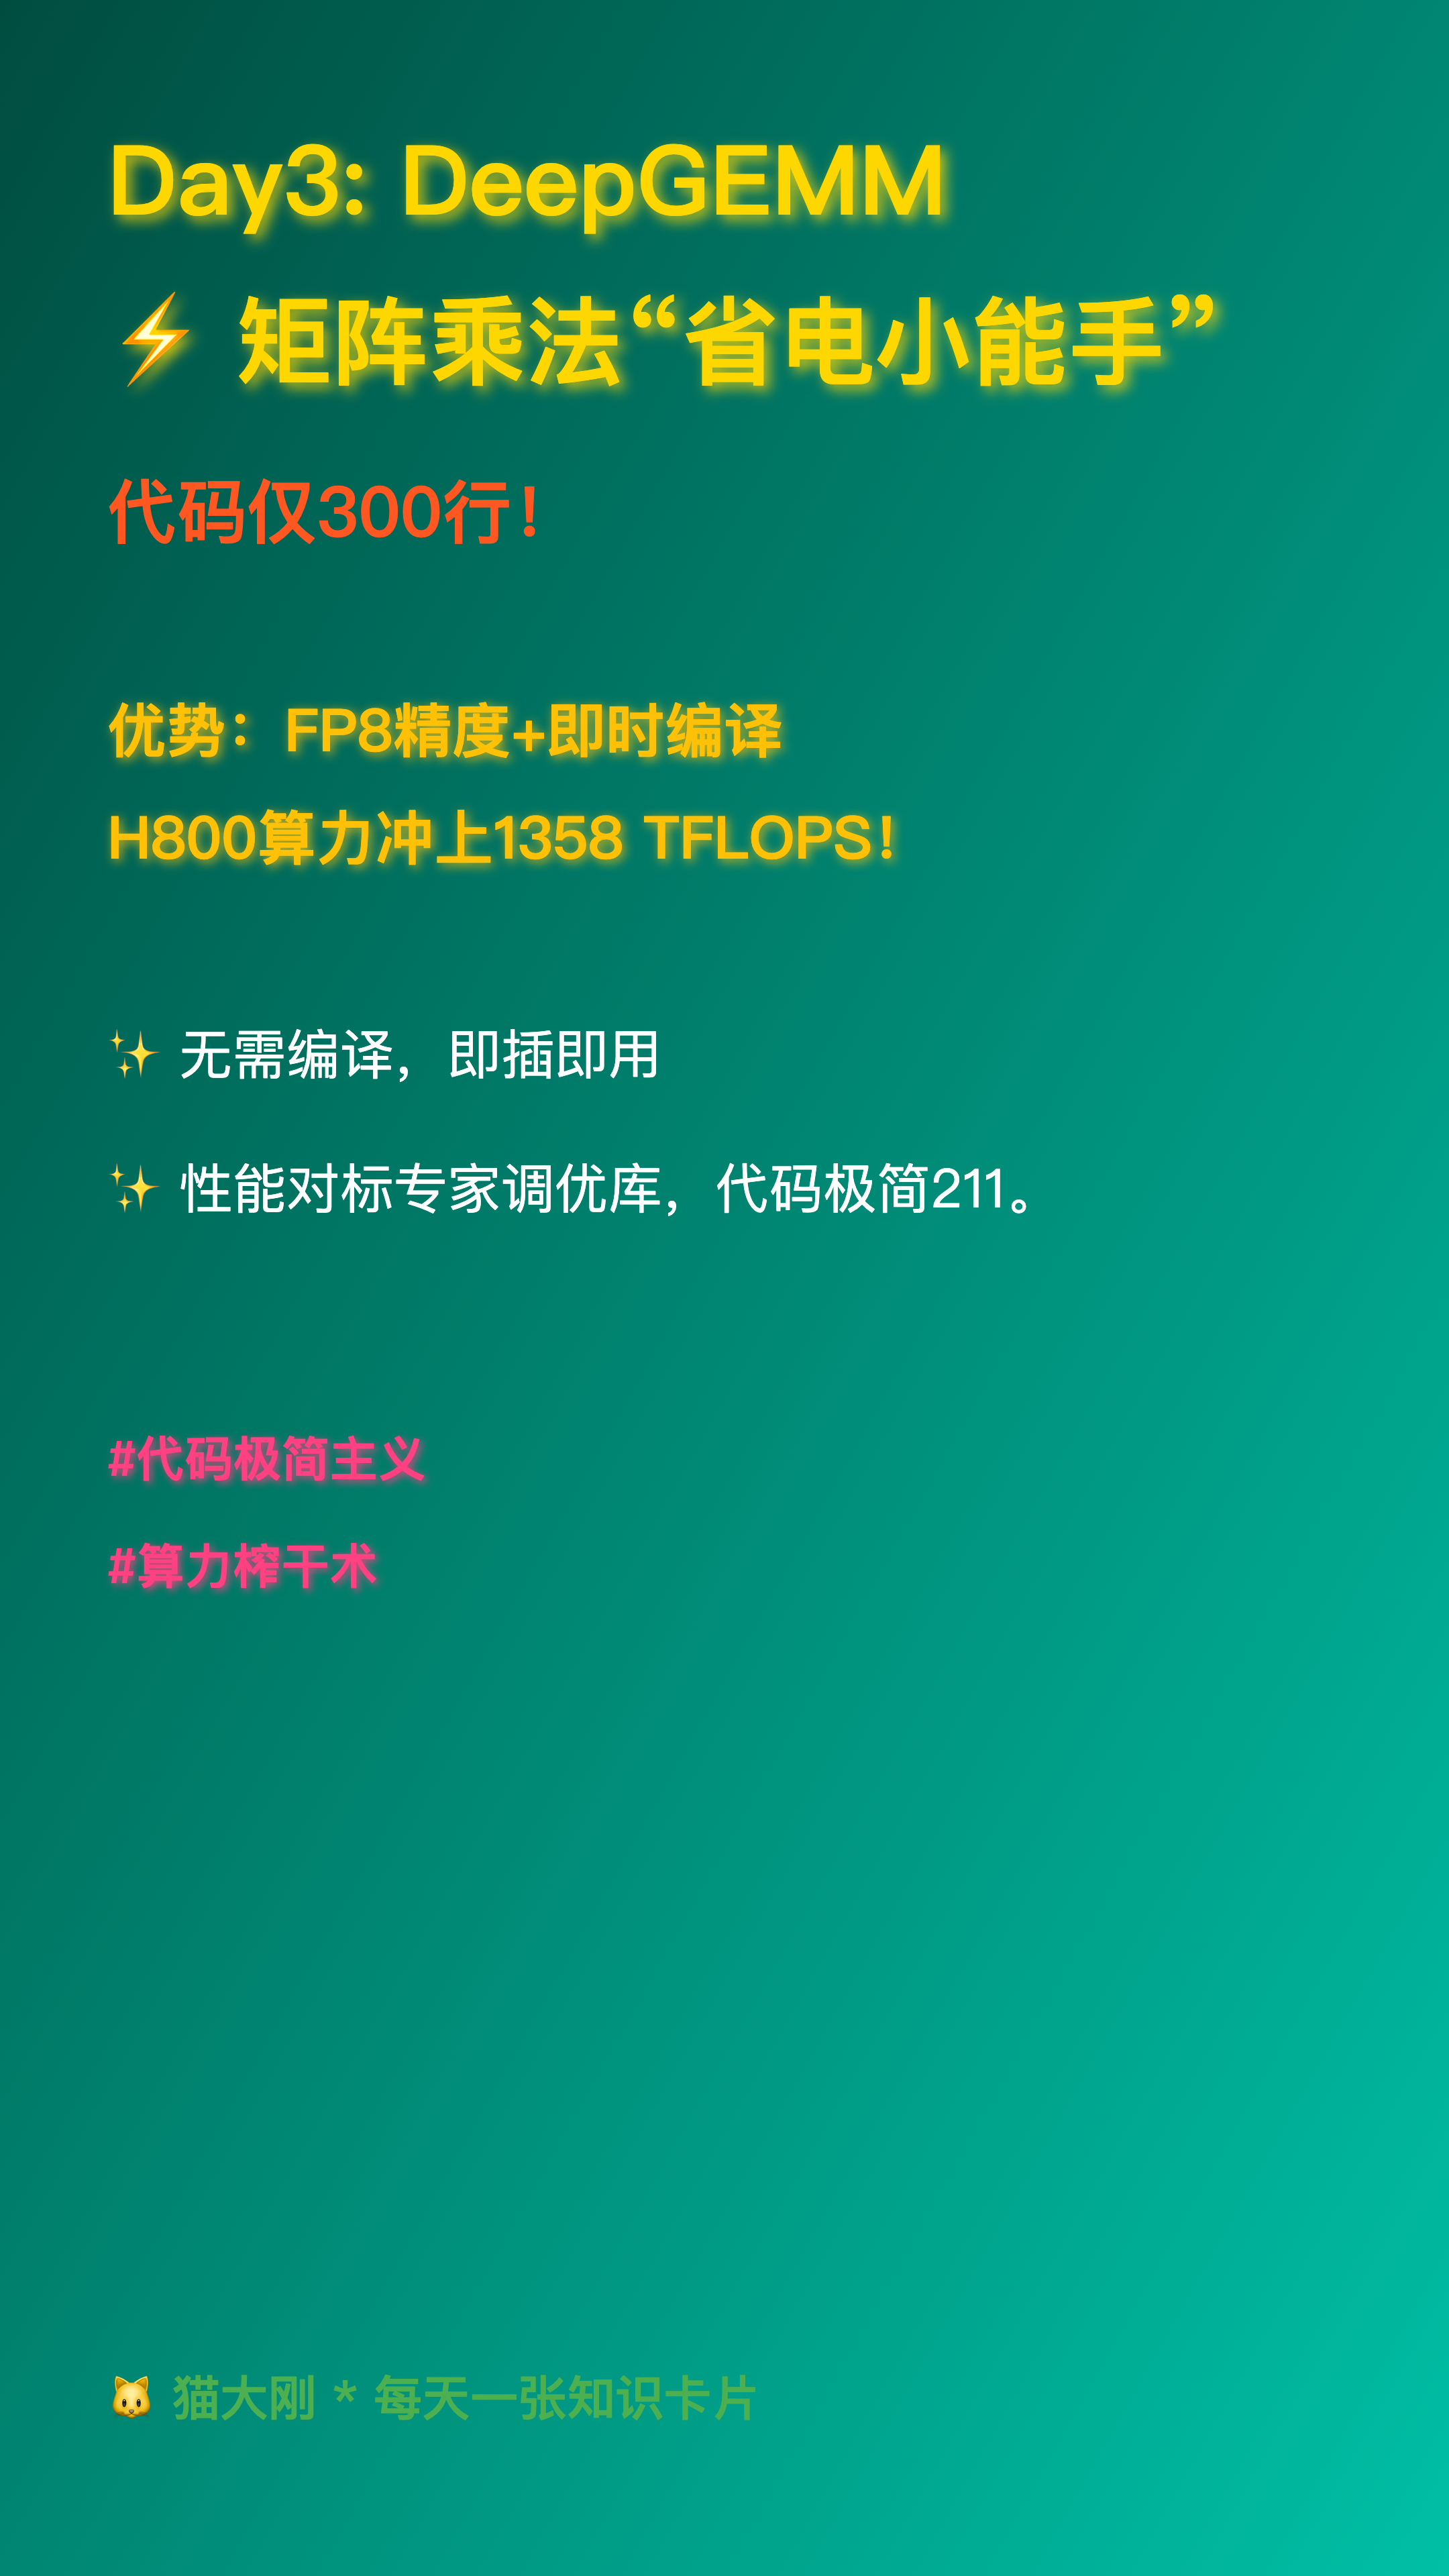 Day3: DeepGEMM
⚡ 矩阵乘法“省电小能手”
代码仅300行！
优势：FP8精度+即时编译
H800算力冲上1358 TFLOPS！
✨ 无需编译，即插即用
✨ 性能对标专家调优库，代码极简211。
#代码极简主义
#算力榨干术
🐱 猫大刚 * 每天一张知识卡片